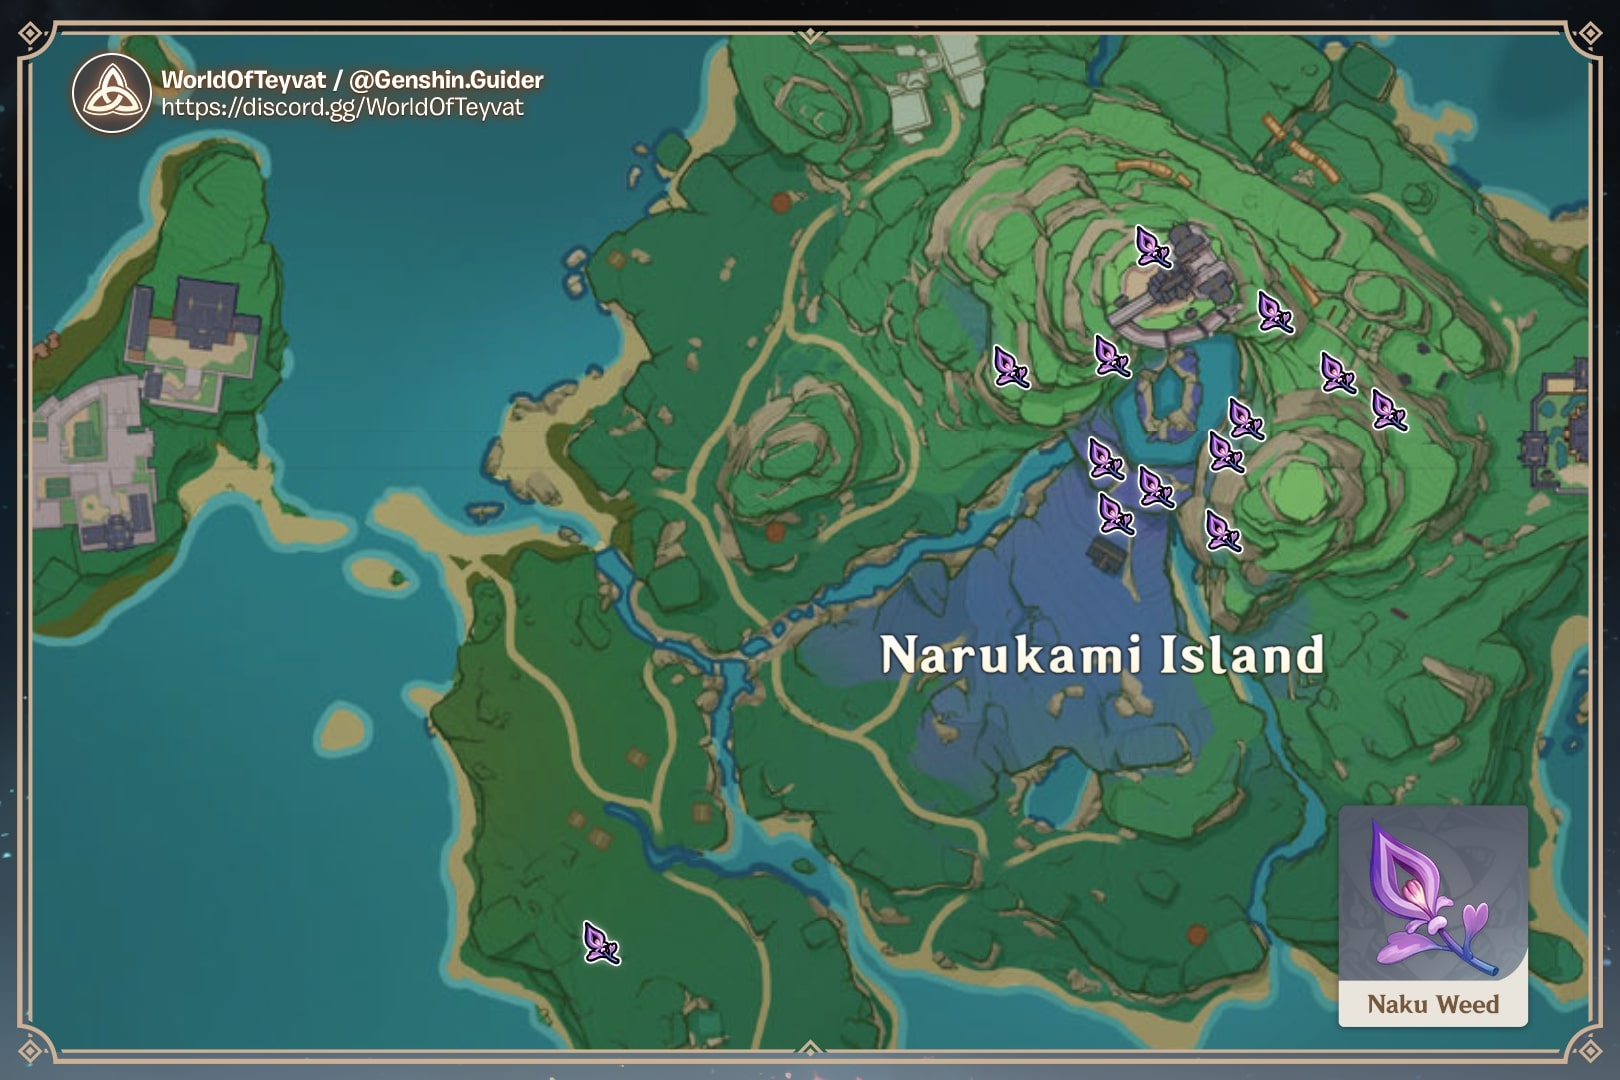 WorldOfTeyvat / @Genshin.Guider
https://discord.gg/WorldOfTeyvat
Narukami Island
Naku Weed